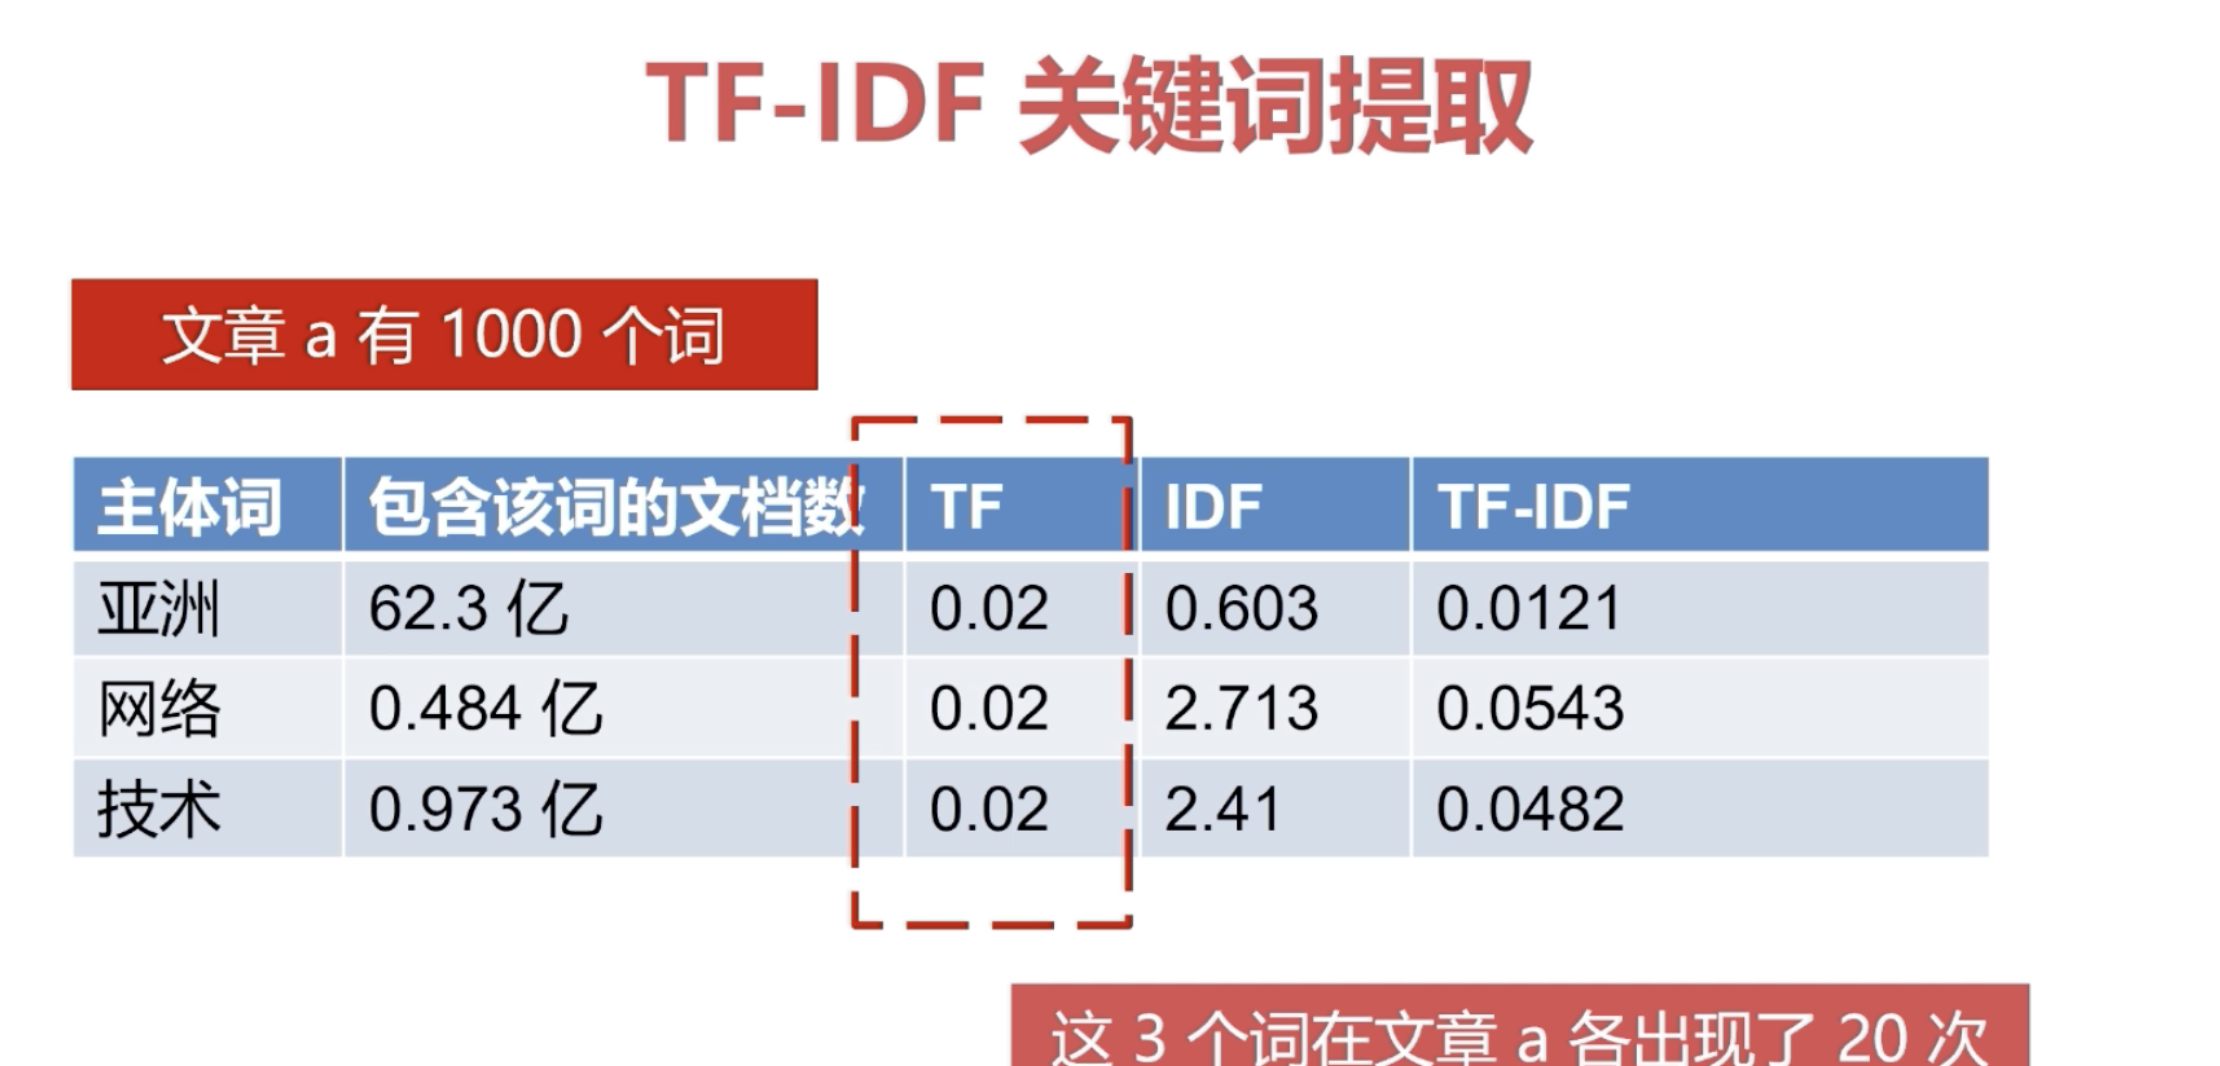 TF-IDF 关键词提取
文章 a 有 1000 个词
主体词 包含该词的文档数 TF IDF TF-IDF
亚洲 62.3 亿 0.02 0.603 0.0121
网络 0.484 亿 0.02 2.713 0.0543
技术 0.973 亿 0.02 2.41 0.0482
这 3 个词在文章 a 各出现了 20 次